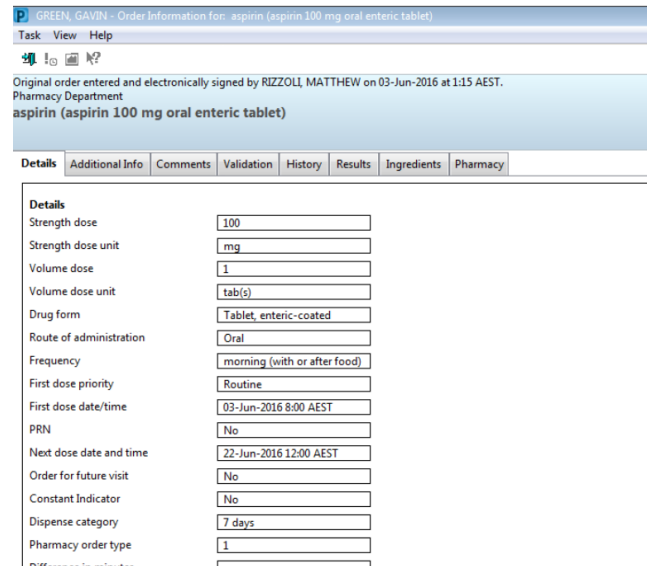 GREEN, GAVIN - Order Information for: aspirin (aspirin 100 mg oral enteric tablet)
Task View Help
Original order entered and electronically signed by RIZZOLI, MATTHEW on 03-Jun-2016 at 1:15 AEST.
Pharmacy Department
aspirin (aspirin 100 mg oral enteric tablet)
Details Additional Info Comments Validation History Results Ingredients Pharmacy
Details
Strength dose 100
Strength dose unit mg
Volume dose 1
Volume dose unit tab(s)
Drug form Tablet, enteric-coated
Route of administration Oral
Frequency morning (with or after food)
First dose priority Routine
First dose date/time 03-Jun-2016 8:00 AEST
PRN No
Next dose date and time 22-Jun-2016 12:00 AEST
Order for future visit No
Constant Indicator No
Dispense category 7 days
Pharmacy order type 1
Difference in minutes